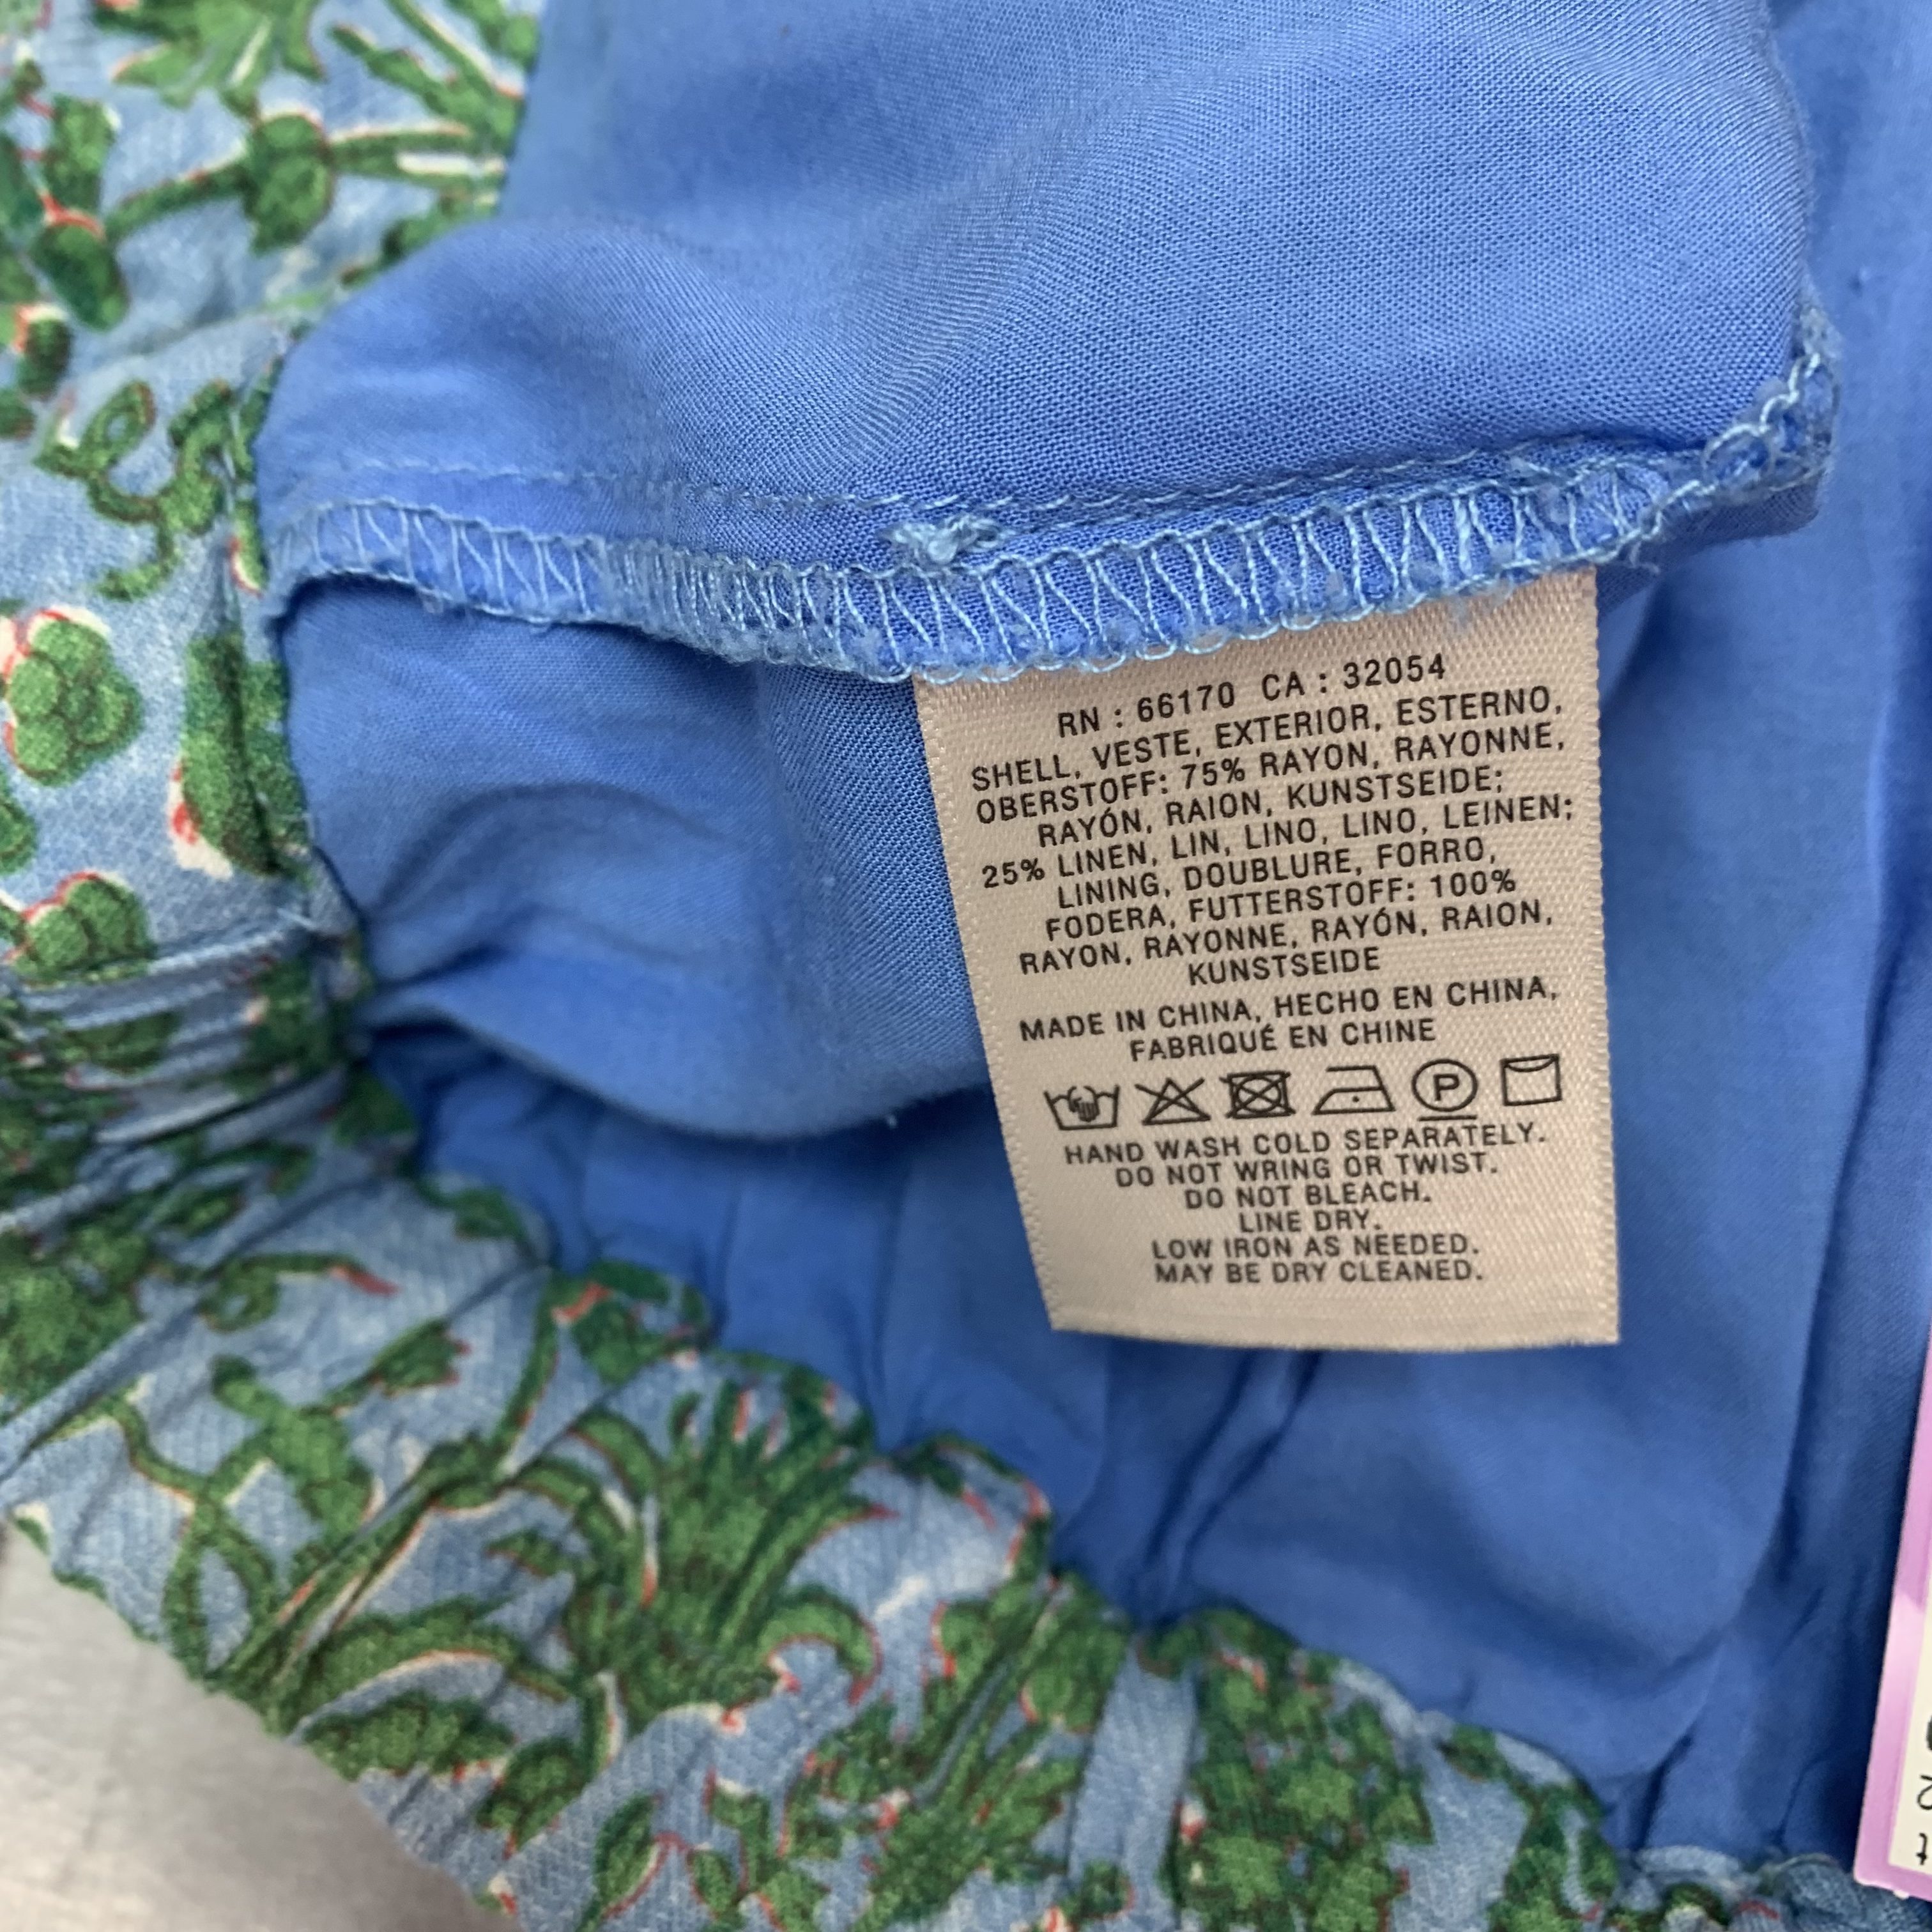 RN : 66170 CA : 32054
SHELL, VESTE, EXTERIOR, ESTERNO,
OBERSTOFF: 75% RAYON, RAYONNE,
RAYÓN, RAION, KUNSTSEIDE;
25% LINEN, LIN, LINO, LINO, LEINEN;
LINING, DOUBLURE, FORRO,
FODERA, FUTTERSTOFF: 100%
RAYON, RAYONNE, RAYÓN, RAION,
KUNSTSEIDE
MADE IN CHINA, HECHO EN CHINA,
FABRIQUÉ EN CHINE
P
HAND WASH COLD SEPARATELY.
DO NOT WRING OR TWIST.
DO NOT BLEACH.
LINE DRY.
LOW IRON AS NEEDED.
MAY BE DRY CLEANED.